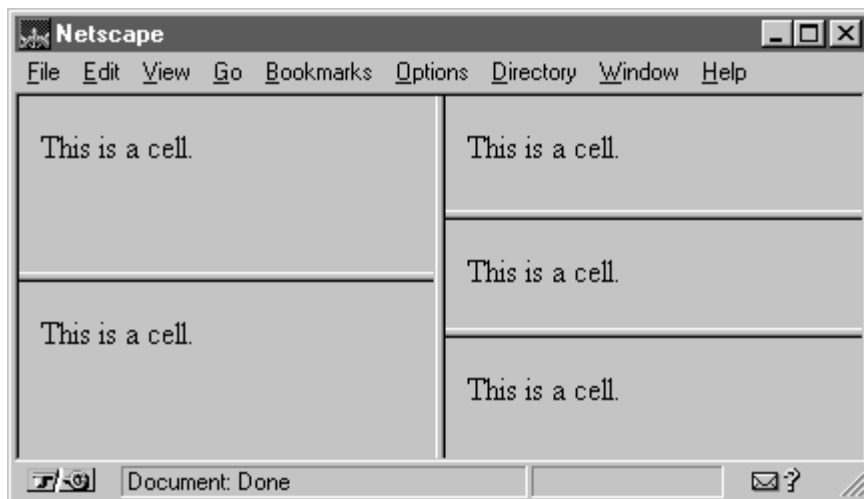 Netscape
File Edit View Go Bookmarks Options Directory Window Help
This is a cell.
This is a cell.
This is a cell.
This is a cell.
This is a cell.
Document: Done
?